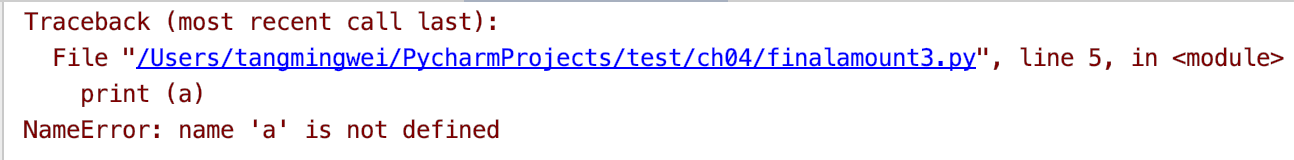 Traceback (most recent call last):
  File "/Users/tangmingwei/PycharmProjects/test/ch04/finalamount3.py", line 5, in <module>
    print (a)
NameError: name 'a' is not defined